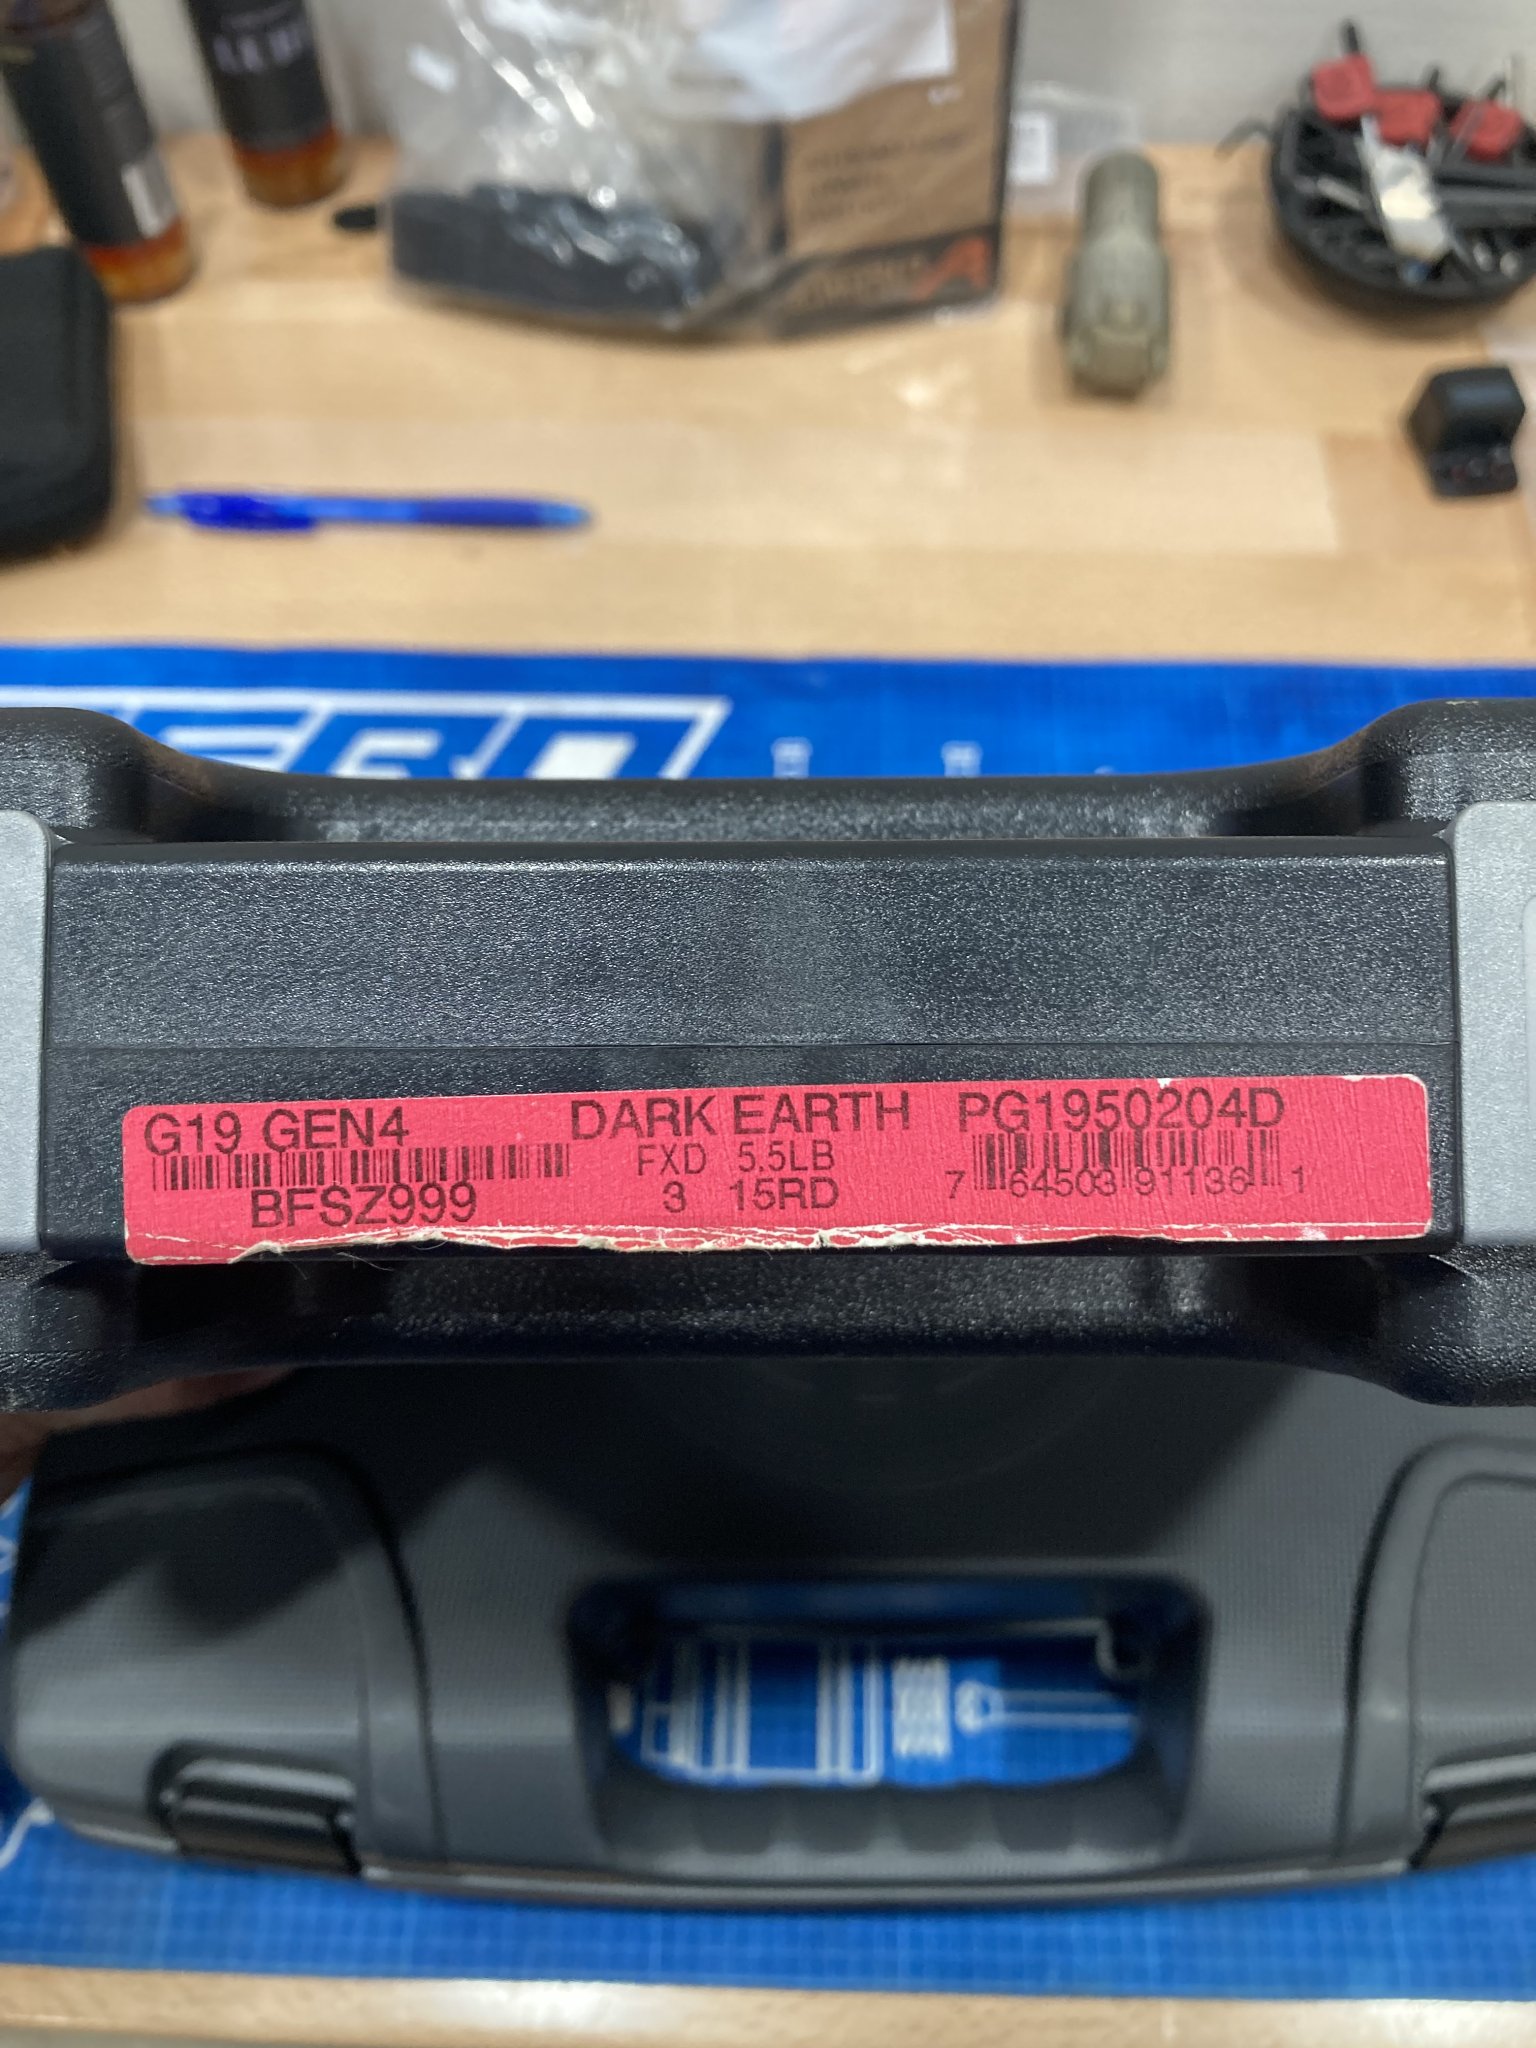 G19 GEN4 DARK EARTH PG1950204D
FXD 5.5LB
BFSZ999 3 15RD 7 64503 91136 1